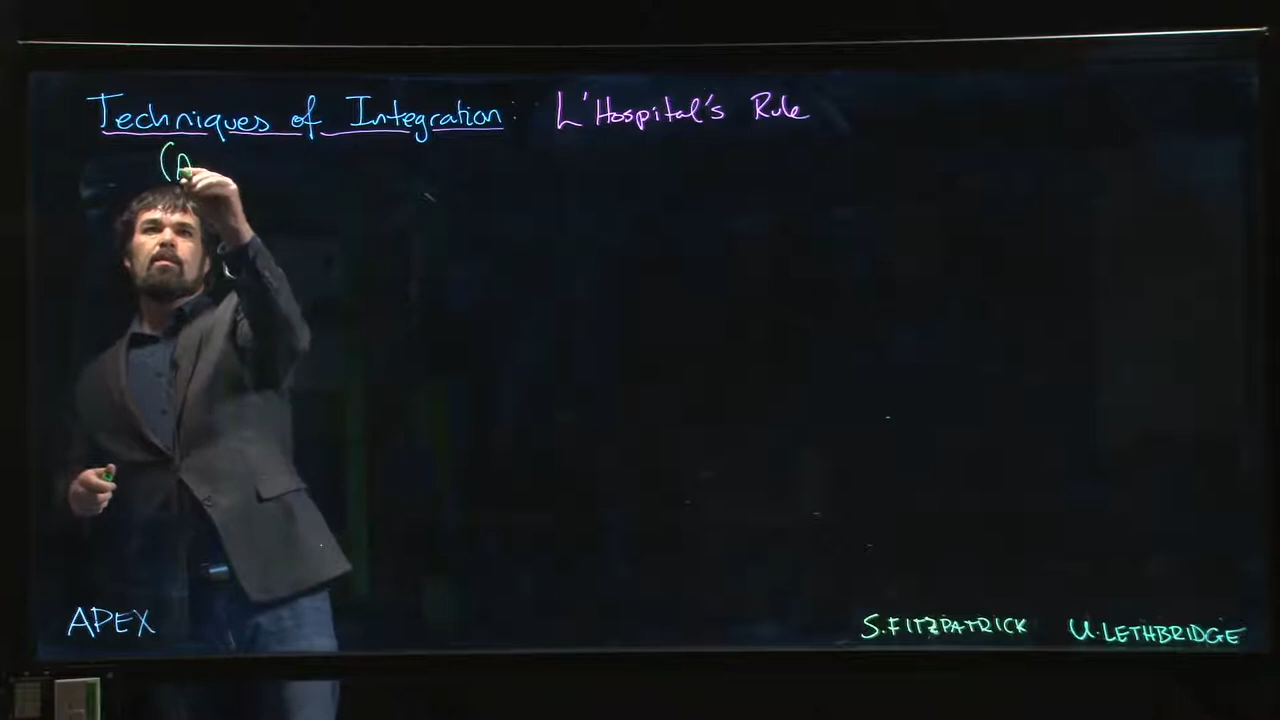 Techniques of Integration: L'Hospital's Rule
(A
APEX
S. FITZPATRICK U. LETHBRIDGE